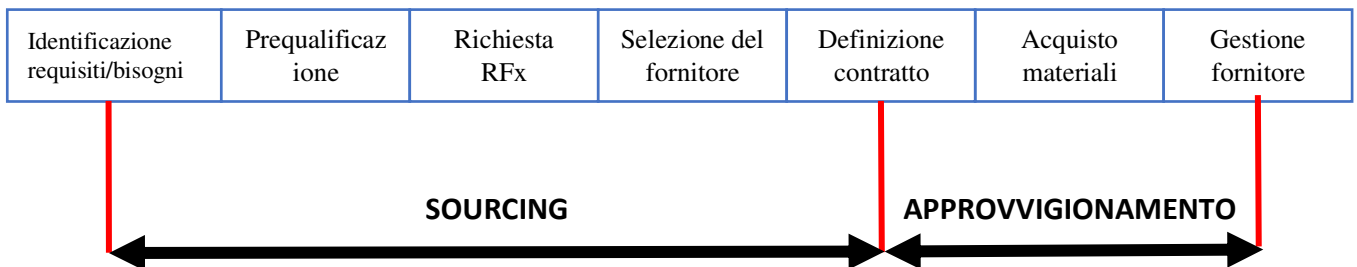 Identificazione
requisiti/bisogni
Prequalificaz
ione
Richiesta
RFx
Selezione del
fornitore
Definizione
contratto
Acquisto
materiali
Gestione
fornitore
SOURCING
APPROVVIGIONAMENTO